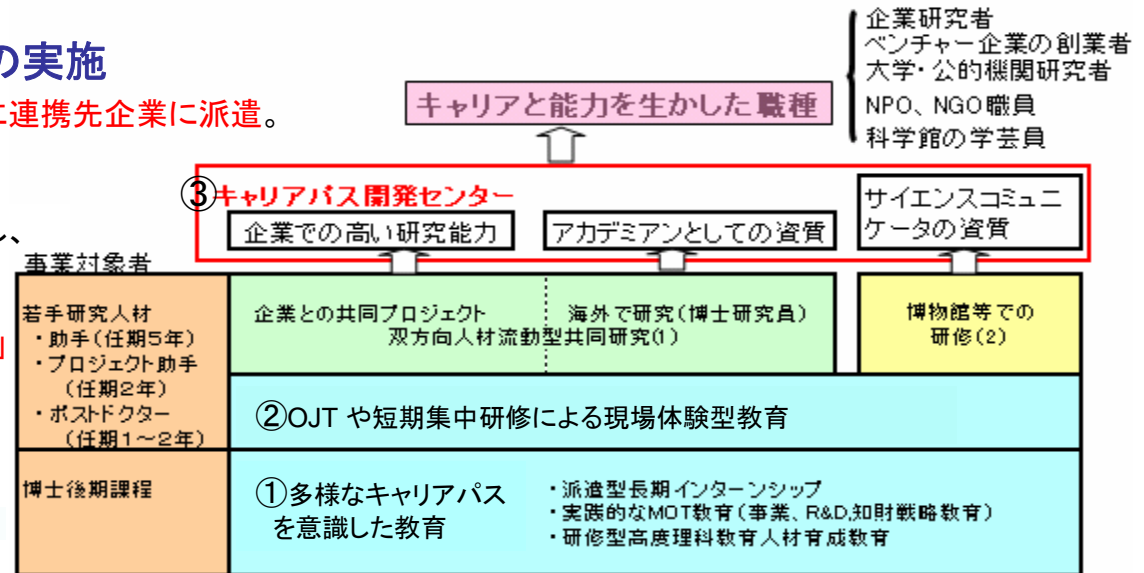 の実施
に連携先企業に派遣。
し、
」
企業研究者
ベンチャー企業の創業者
大学・公的機関研究者
NPO、NGO職員
科学館の学芸員
キャリアと能力を生かした職種
③キャリアパス開発センター
企業での高い研究能力
アカデミアンとしての資質
サイエンスコミュニ
ケータの資質
事業対象者
若手研究人材
・助手(任期5年)
・プロジェクト助手
(任期2年)
・ポストドクター
(任期1~2年)
企業との共同プロジェクト
海外で研究(博士研究員)
双方向人材流動型共同研究(1)
博物館等での
研修(2)
②OJT や短期集中研修による現場体験型教育
博士後期課程
①多様なキャリアパス
を意識した教育
・派遣型長期インターンシップ
・実践的なMOT教育(事業、R&D,知財戦略教育)
・研修型高度理科教育人材育成教育